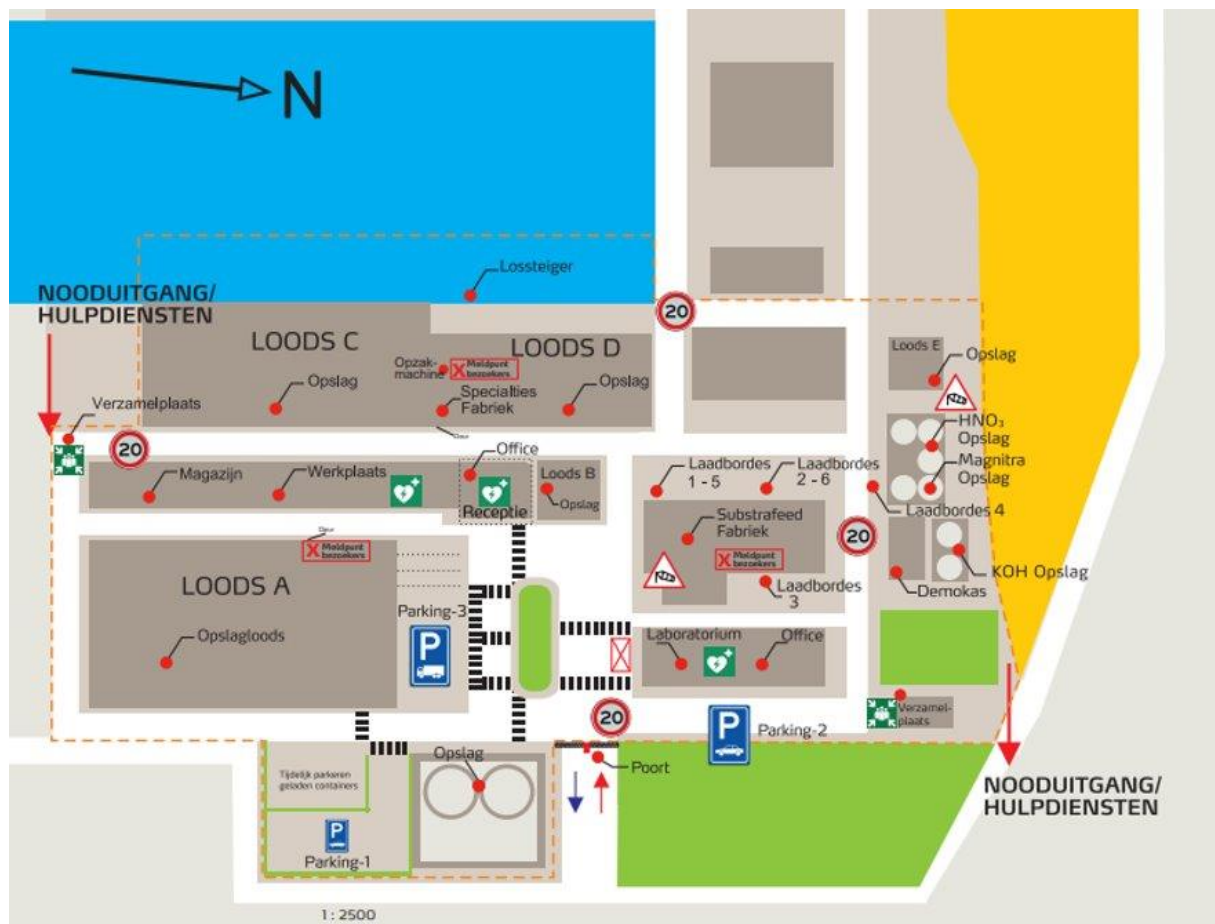 N
Lossteiger
NOODUITGANG/
HULPDIENSTEN
20
LOODS C
LOODS D
Opzak-
machine
X Meldpunt
bezoekers
Opslag
Specialties
Fabriek
Opslag
Deur
Loods E
Opslag
HNO₃
Opslag
Magnitra
Opslag
Verzamelplaats
20
Magazijn
Werkplaats
Office
Receptie
Loods B
Opslag
Laadbordes
1 - 5
Laadbordes
2 - 6
Laadbordes 4
Substrafeed
Fabriek
X Meldpunt
bezoekers
Laadbordes
3
20
KOH Opslag
Demokas
Deur
X Meldpunt
bezoekers
LOODS A
Opslagloods
Parking-3
P
Laboratorium
Office
20
P
Parking-2
Verzamel-
plaats
Poort
NOODUITGANG/
HULPDIENSTEN
Opslag
Tijdelijk parkeren
geladen containers
P
Parking-1
1 : 2500